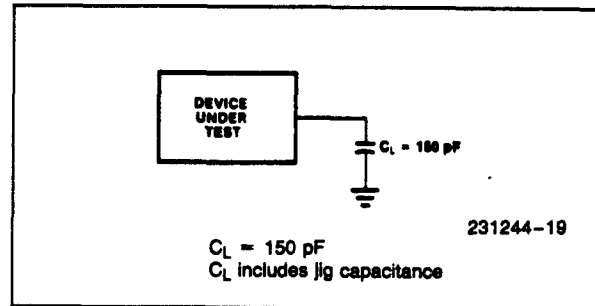 DEVICE
UNDER
TEST
C_L = 150 pF
231244-19
C_L = 150 pF
C_L includes jig capacitance